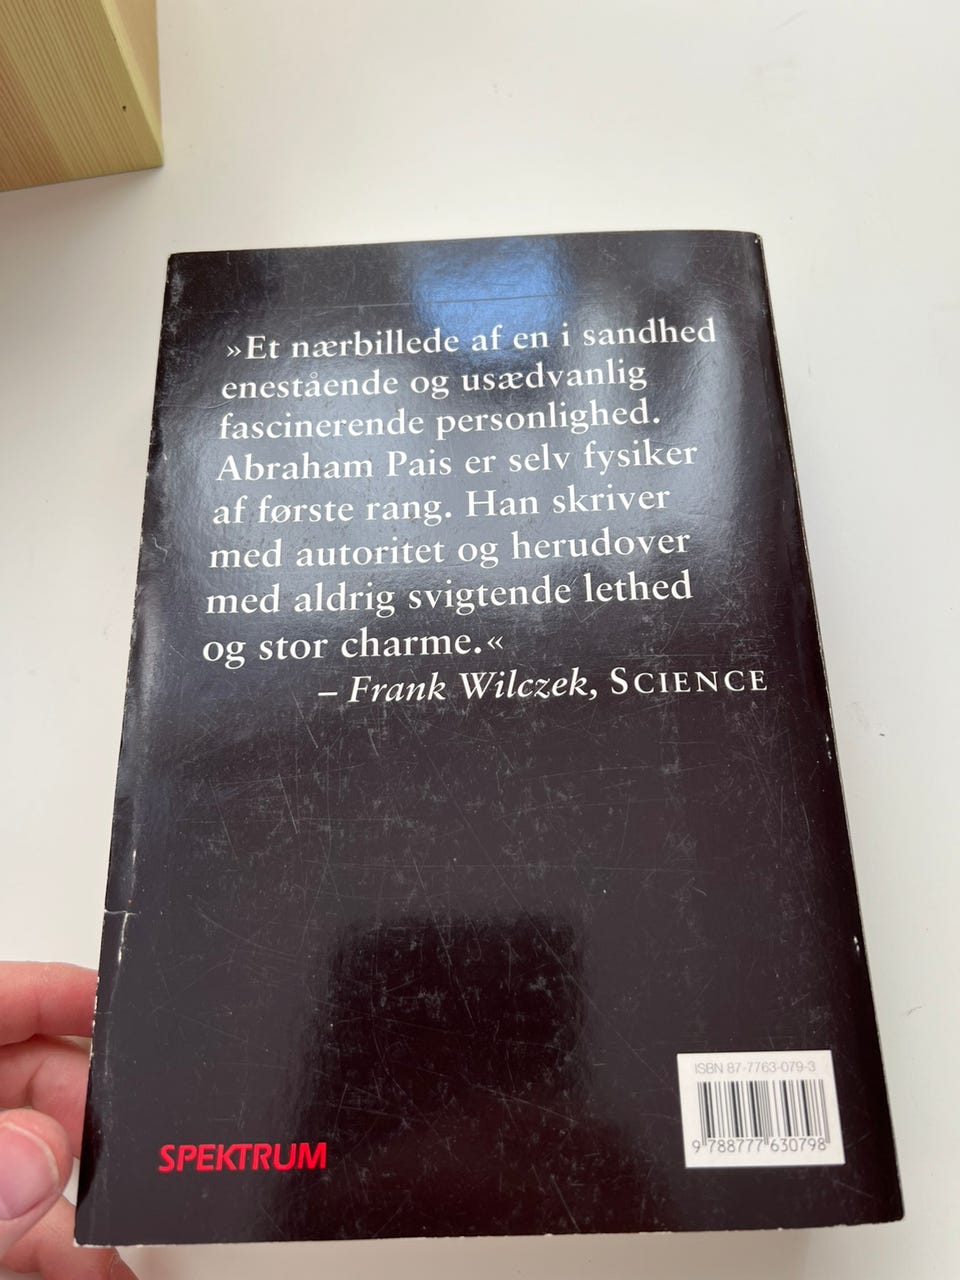 »Et nærbillede af en i sandhed
enestående og usædvanlig
fascinerende personlighed.
Abraham Pais er selv fysiker
af første rang. Han skriver
med autoritet og herudover
med aldrig svigtende lethed
og stor charme.«
– Frank Wilczek, SCIENCE
ISBN 87-7763-079-3
9 788777 630798
SPEKTRUM